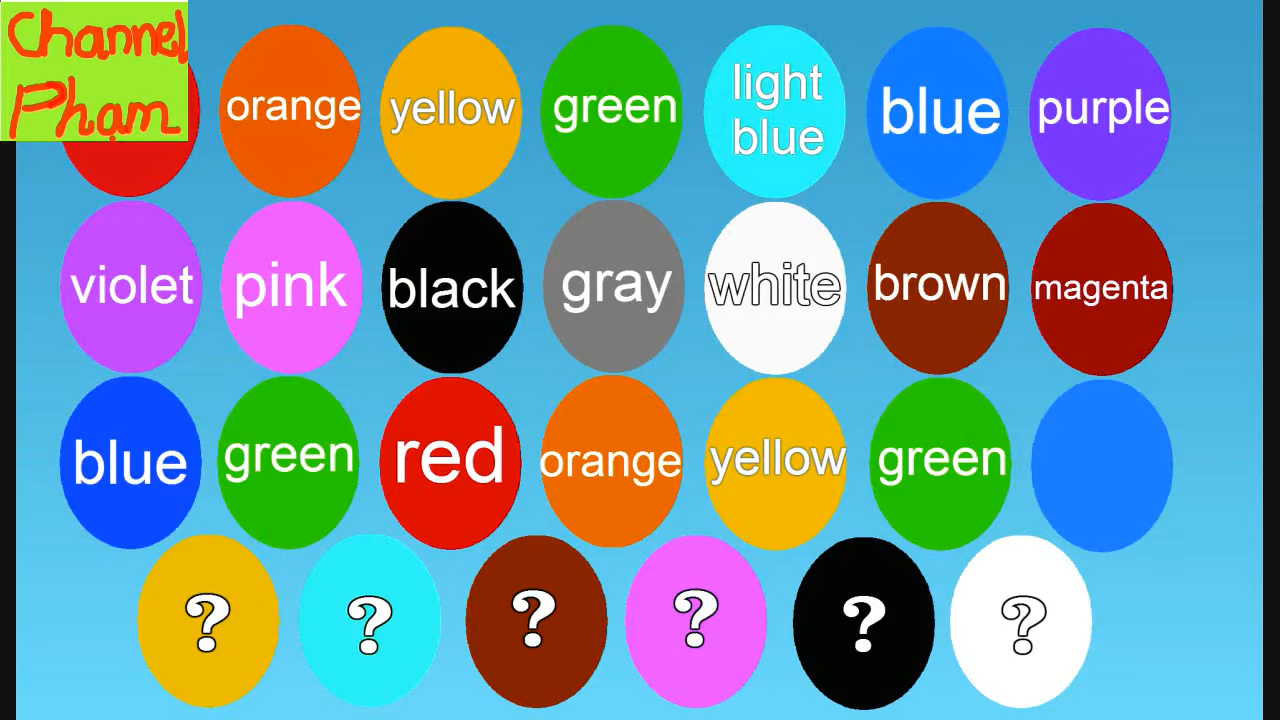 Channel
Phạm
orange
yellow
green
light
blue
blue
purple
violet
pink
black
gray
white
brown
magenta
blue
green
red
orange
yellow
green
?
?
?
?
?
?